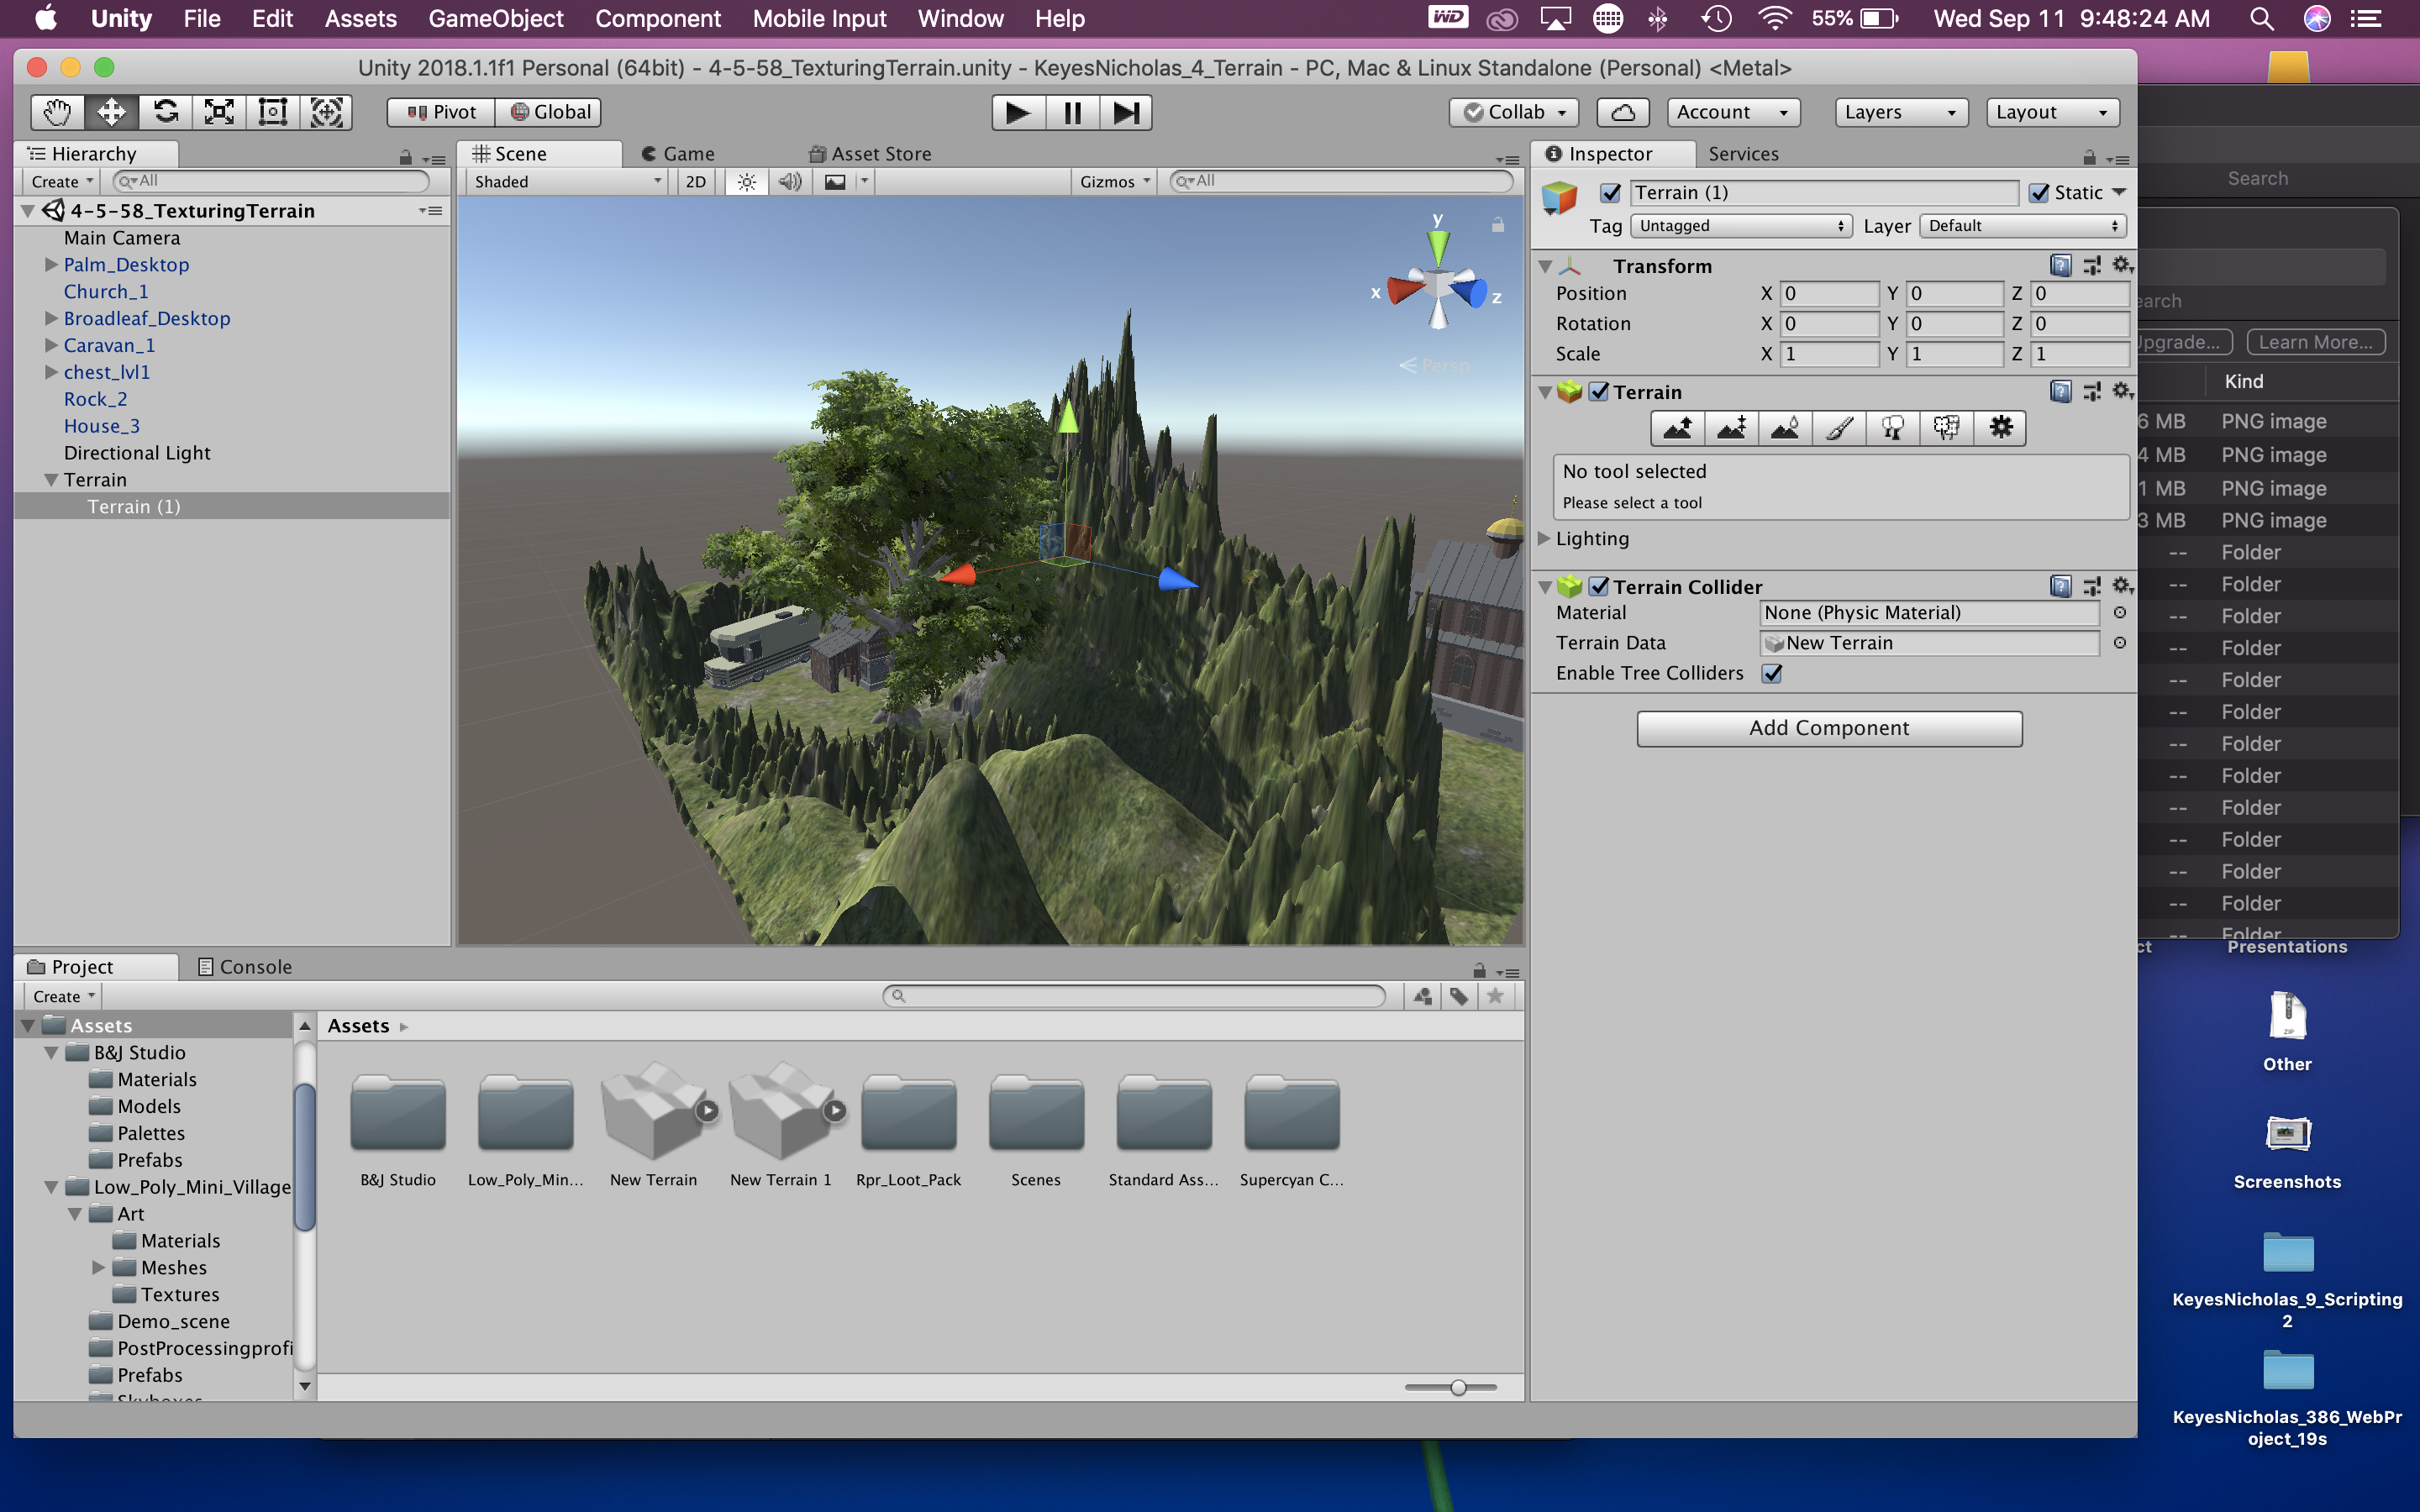 Unity File Edit Assets GameObject Component Mobile Input Window Help WD 55% Wed Sep 11 9:48:24 AM
Unity 2018.1.1f1 Personal (64bit) - 4-5-58_TexturingTerrain.unity - KeyesNicholas_4_Terrain - PC, Mac & Linux Standalone (Personal) <Metal>
Pivot Global Collab Account Layers Layout
Hierarchy
Create All
4-5-58_TexturingTerrain
Main Camera
Palm_Desktop
Church_1
Broadleaf_Desktop
Caravan_1
chest_lvl1
Rock_2
House_3
Directional Light
Terrain
Terrain (1)
Scene Game Asset Store
Shaded 2D Gizmos All
y
x z
Persp
Inspector Services
Terrain (1) Static
Tag Untagged Layer Default
Transform
Position X 0 Y 0 Z 0
Rotation X 0 Y 0 Z 0
Scale X 1 Y 1 Z 1
Terrain
No tool selected
Please select a tool
Lighting
Terrain Collider
Material None (Physic Material)
Terrain Data New Terrain
Enable Tree Colliders
Add Component
Project Console
Create
Assets
B&J Studio
Materials
Models
Palettes
Prefabs
Low_Poly_Mini_Village
Art
Materials
Meshes
Textures
Demo_scene
PostProcessingprofi
Prefabs
Skyboxes
Assets
B&J Studio Low_Poly_Min... New Terrain New Terrain 1 Rpr_Loot_Pack Scenes Standard Ass... Supercyan C...
Search
earch
Upgrade... Learn More...
Kind
6 MB PNG image
4 MB PNG image
1 MB PNG image
3 MB PNG image
-- Folder
-- Folder
-- Folder
-- Folder
-- Folder
-- Folder
-- Folder
-- Folder
-- Folder
-- Folder
-- Folder
-- Folder
-- Folder
ct Presentations
ZIP
Other
Screenshots
KeyesNicholas_9_Scripting
2
KeyesNicholas_386_WebPr
oject_19s